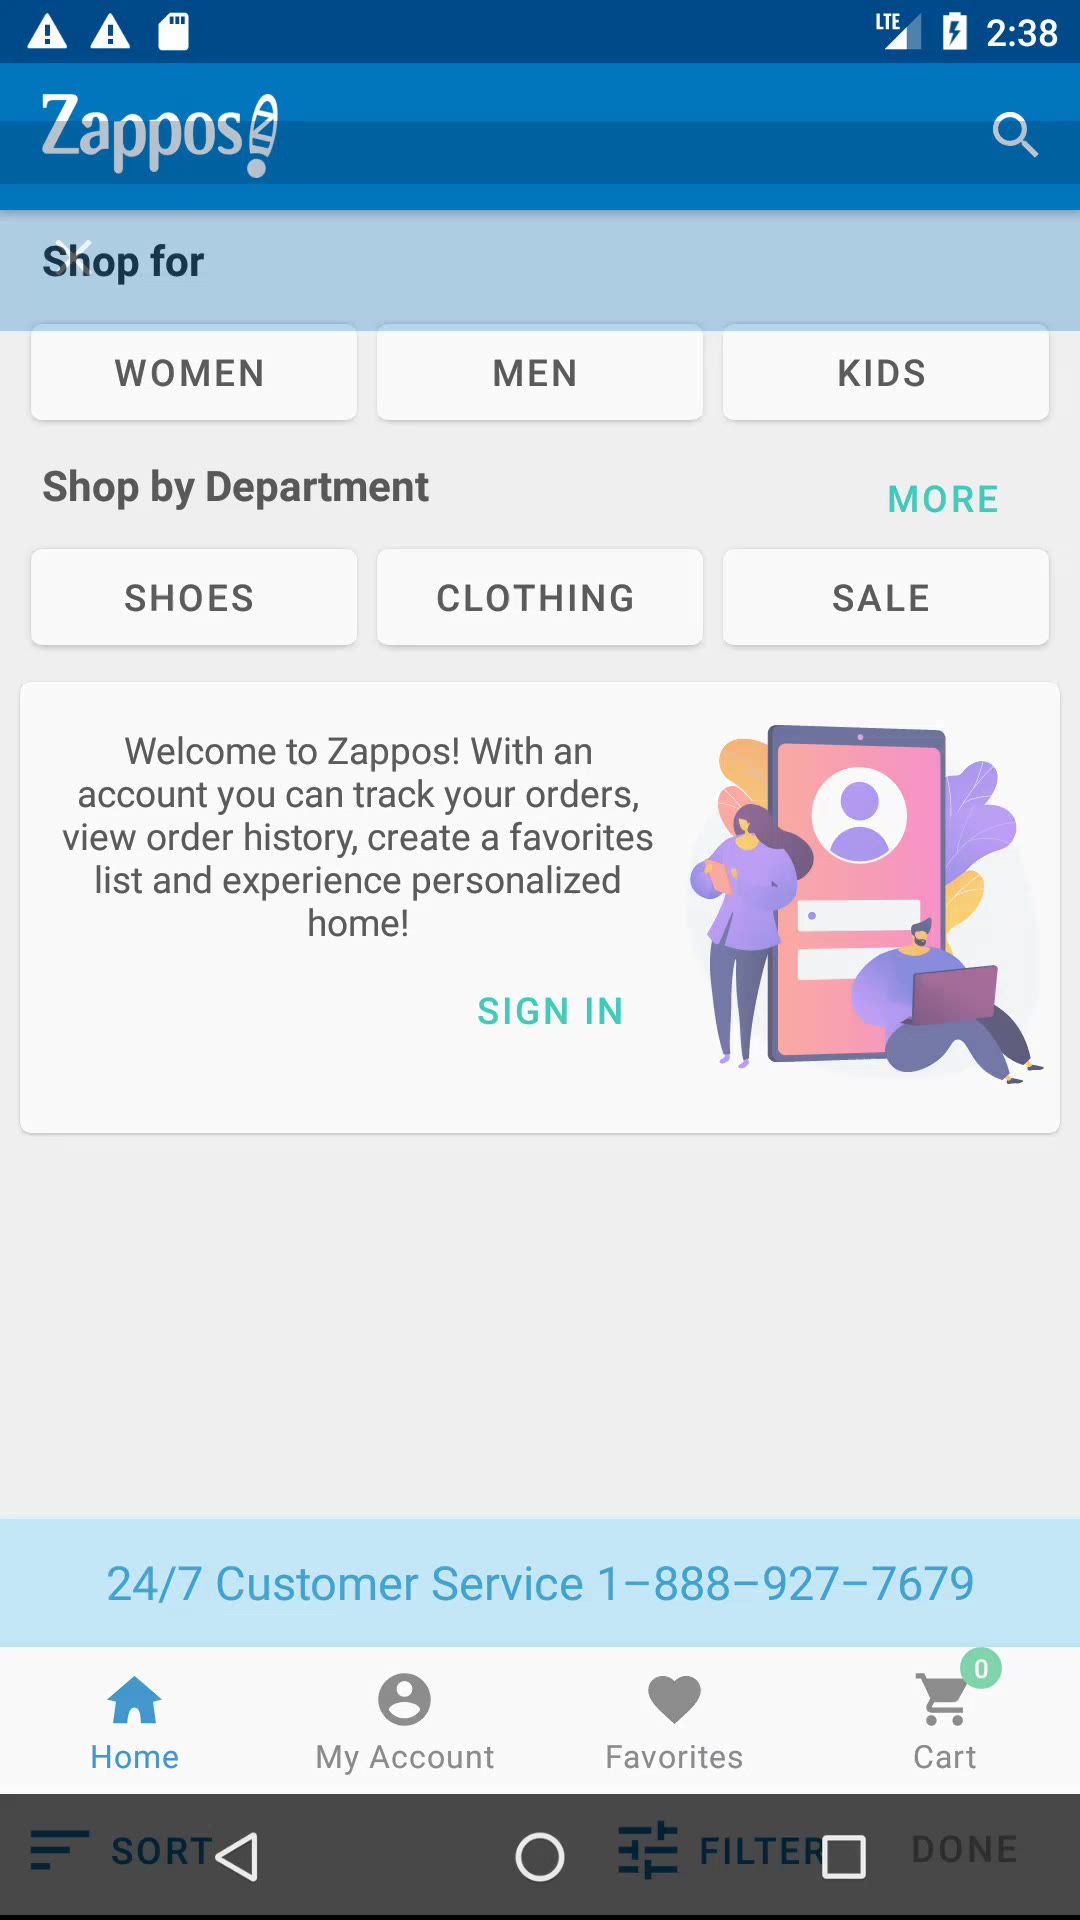 LTE 2:38
Zappos
Shop for
WOMEN MEN KIDS
Shop by Department
MORE
SHOES CLOTHING SALE
Welcome to Zappos! With an
account you can track your orders,
view order history, create a favorites
list and experience personalized
home!
SIGN IN
24/7 Customer Service 1-888-927-7679
0
Home My Account Favorites Cart
SORT FILTER DONE